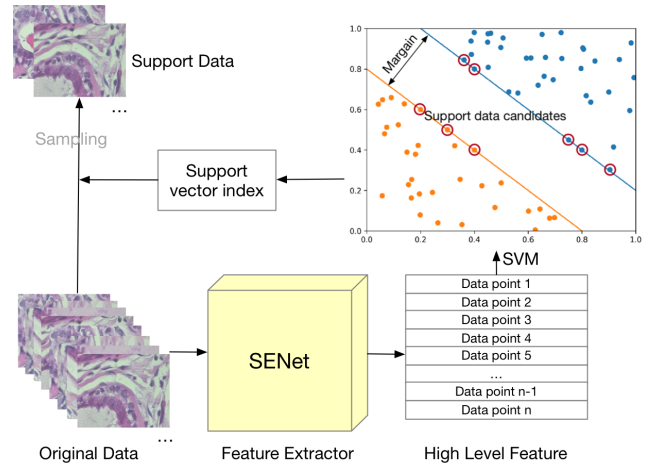 Support Data
...
Sampling
Support
vector index
1.0
0.8
0.6
0.4
0.2
0.0
0.0
0.2
0.4
0.6
0.8
1.0
Margain
Support data candidates
SVM
Data point 1
Data point 2
Data point 3
Data point 4
Data point 5
...
Data point n-1
Data point n
SENet
...
Original Data
Feature Extractor
High Level Feature